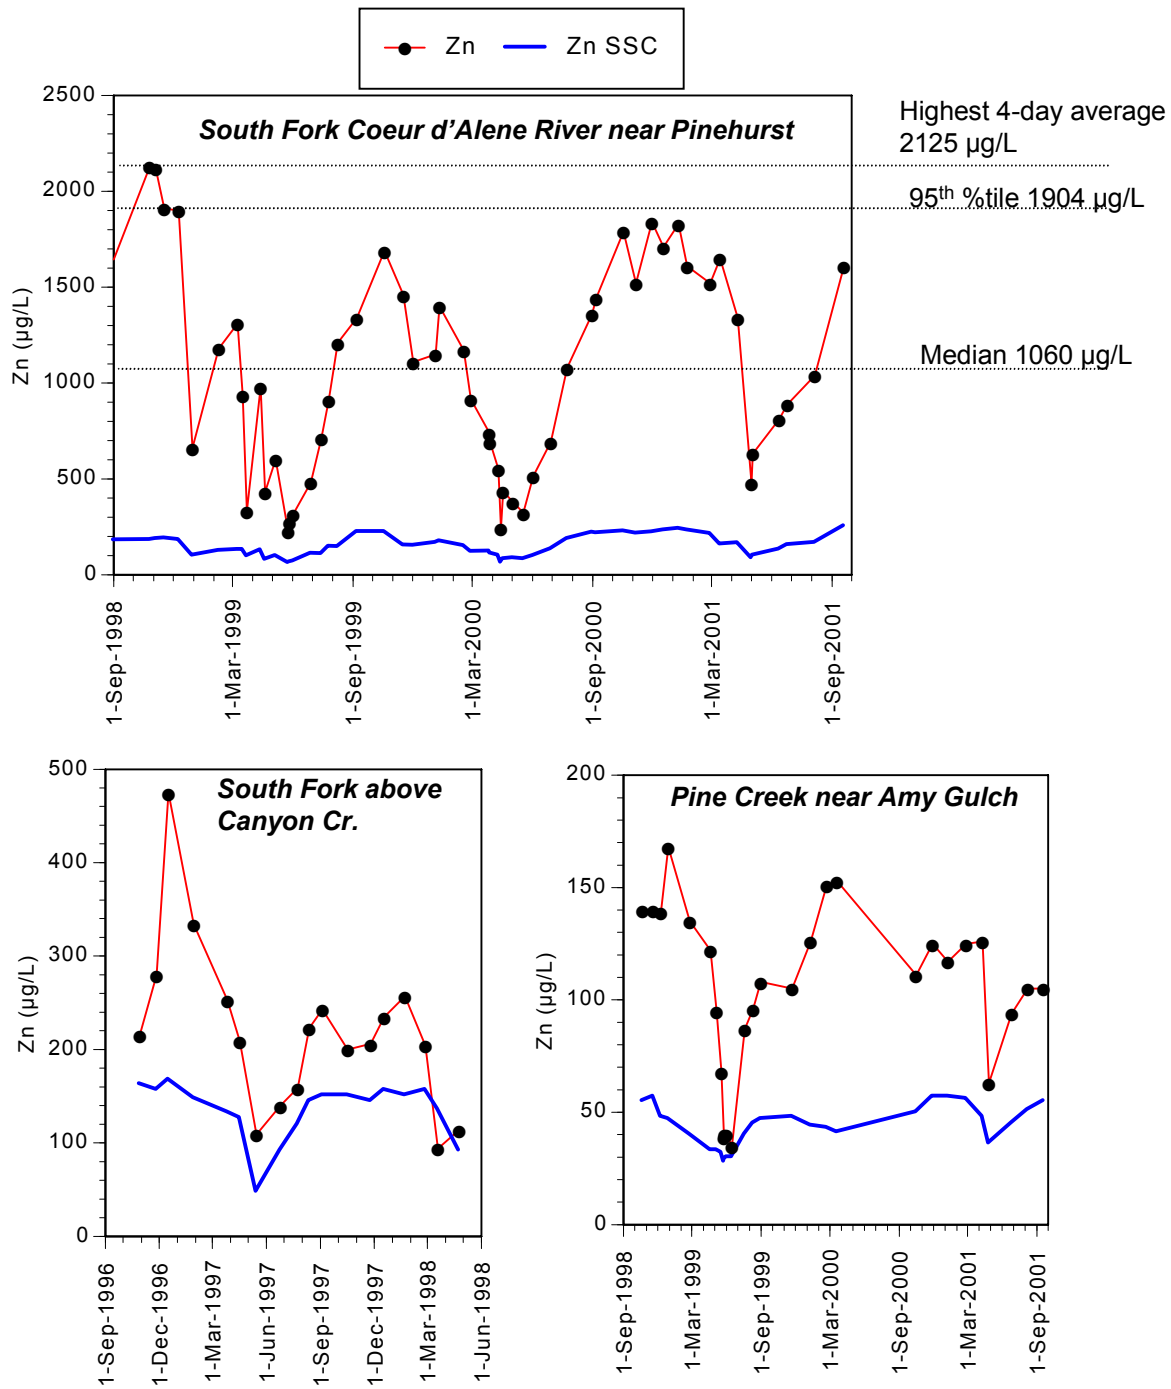 Zn Zn SSC
South Fork Coeur d'Alene River near Pinehurst
Highest 4-day average
2125 µg/L
95th %tile 1904 µg/L
Median 1060 µg/L
Zn (µg/L)
2500
2000
1500
1000
500
0
1-Sep-1998
1-Mar-1999
1-Sep-1999
1-Mar-2000
1-Sep-2000
1-Mar-2001
1-Sep-2001
South Fork above
Canyon Cr.
Zn (µg/L)
500
400
300
200
100
0
1-Sep-1996
1-Dec-1996
1-Mar-1997
1-Jun-1997
1-Sep-1997
1-Dec-1997
1-Mar-1998
1-Jun-1998
Pine Creek near Amy Gulch
Zn (µg/L)
200
150
100
50
0
1-Sep-1998
1-Mar-1999
1-Sep-1999
1-Mar-2000
1-Sep-2000
1-Mar-2001
1-Sep-2001